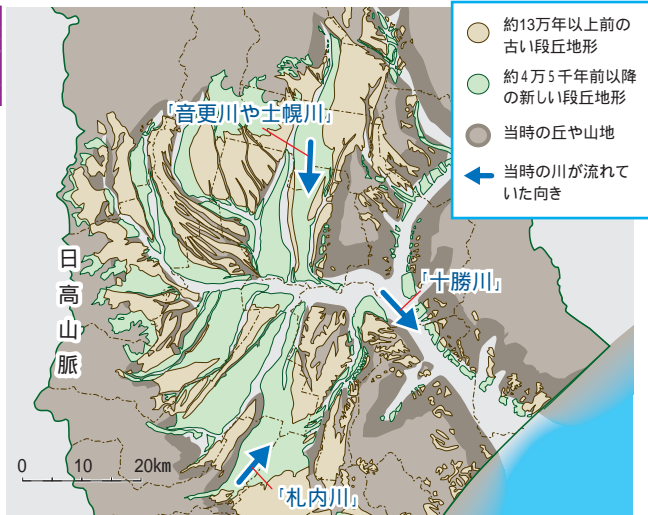 約13万年以上前の
古い段丘地形
約4万5千年前以降
の新しい段丘地形
当時の丘や山地
当時の川が流れて
いた向き
「音更川や士幌川」
「十勝川」
日高山脈
0 10 20km
「札内川」